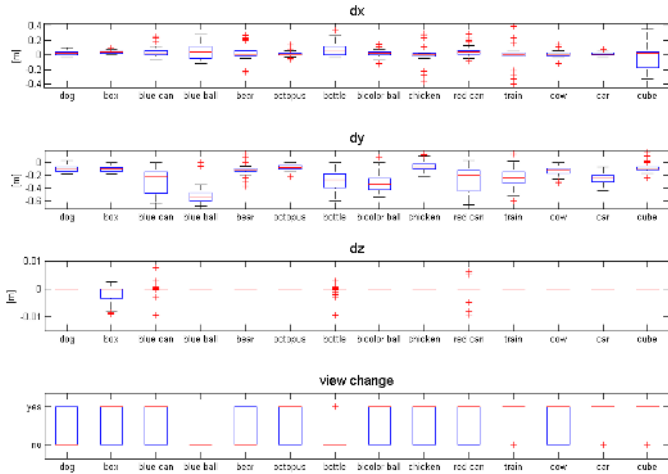 dx
0.4
0.2
0
-0.2
-0.4
[m]
dog box blue can blue ball bear octopus bottle bicolor ball chicken red can train cow car cube
dy
0
-0.2
-0.4
-0.6
[m]
dog box blue can blue ball bear octopus bottle bicolor ball chicken red can train cow car cube
dz
0.01
0
-0.01
[m]
dog box blue can blue ball bear octopus bottle bicolor ball chicken red can train cow car cube
view change
yes
no
dog box blue can blue ball bear octopus bottle bicolor ball chicken red can train cow car cube